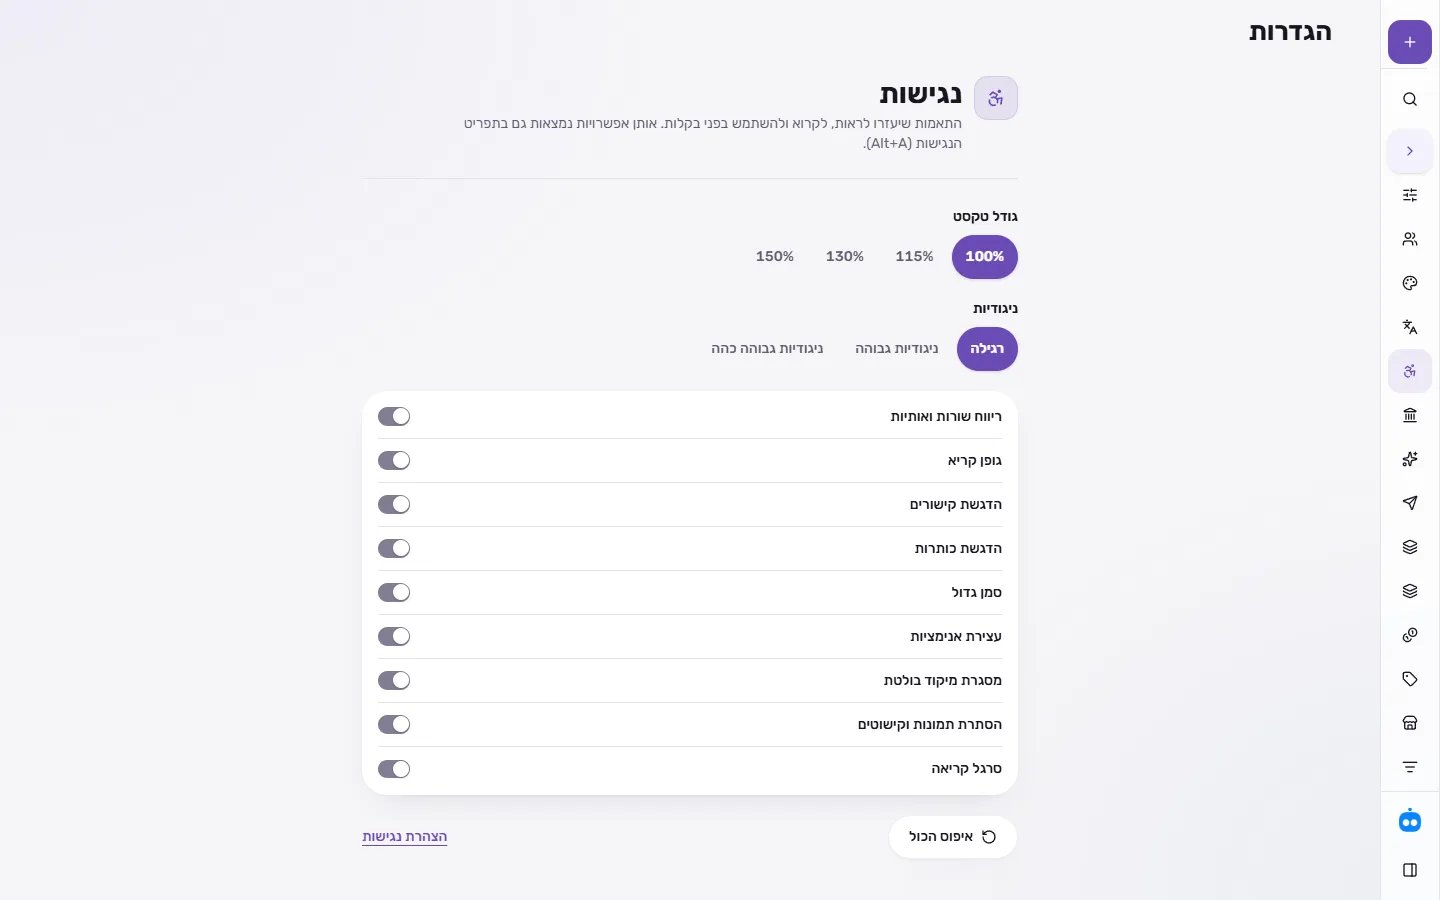 הגדרות
נגישות
התאמות שיעזרו לראות, לקרוא ולהשתמש בפני בקלות. אותן אפשרויות נמצאות גם בתפריט
הנגישות (Alt+A).
גודל טקסט
100% 115% 130% 150%
ניגודיות
רגילה ניגודיות גבוהה ניגודיות גבוהה כהה
ריווח שורות ואותיות
גופן קריא
הדגשת קישורים
הדגשת כותרות
סמן גדול
עצירת אנימציות
מסגרת מיקוד בולטת
הסתרת תמונות וקישוטים
סרגל קריאה
איפוס הכול
הצהרת נגישות